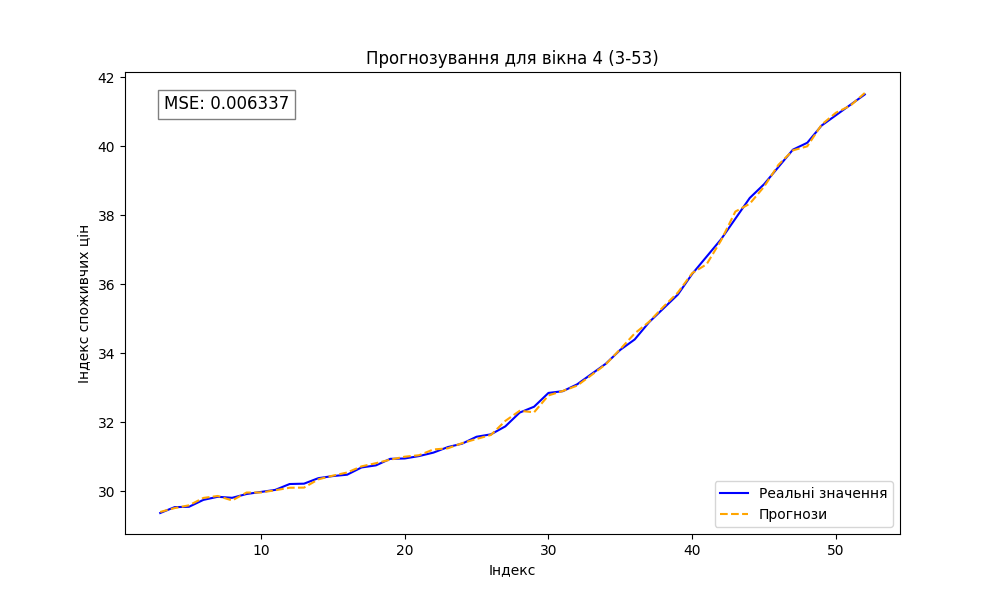 Прогнозування для вікна 4 (3-53)
MSE: 0.006337
42
40
38
36
34
32
30
Індекс споживчих цін
10
20
30
40
50
Індекс
Реальні значення
Прогнози